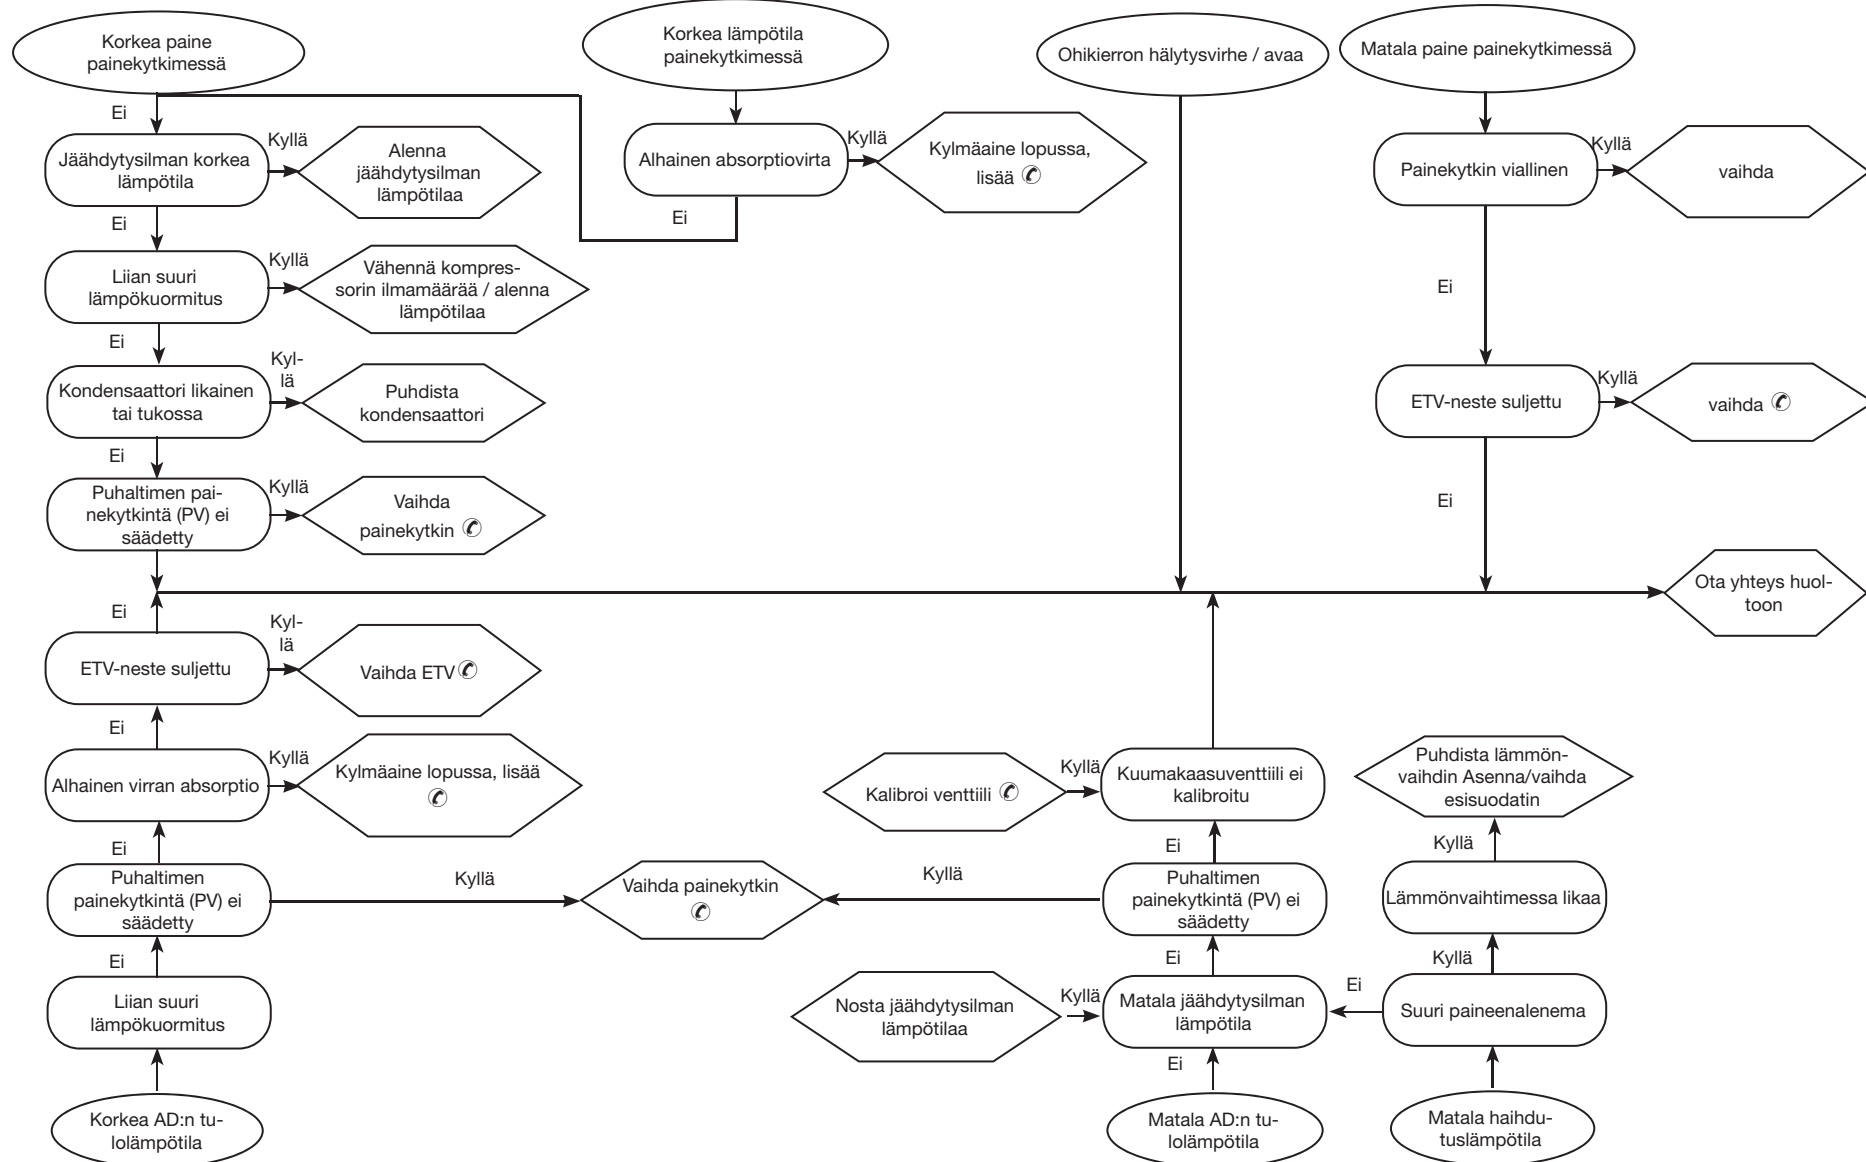 Korkea paine
painekytkimessä
Ei
Jäähdytysilman korkea
lämpötila
Kyllä
Alenna
jäähdytysilman
lämpötilaa
Ei
Liian suuri
lämpökuormitus
Kyllä
Vähennä kompres-
sorin ilmamäärää / alenna
lämpötilaa
Ei
Kondensaattori likainen
tai tukossa
Kyl-
lä
Puhdista
kondensaattori
Ei
Puhaltimen pai-
nekytkintä (PV) ei
säädetty
Kyllä
Vaihda
painekytkin ✆
Korkea lämpötila
painekytkimessä
Alhainen absorptiovirta
Kyllä
Kylmäaine lopussa,
lisää ✆
Ei
Ohikierron hälytysvirhe / avaa
Matala paine painekytkimessä
Painekytkin viallinen
Kyllä
vaihda
Ei
ETV-neste suljettu
Kyllä
vaihda ✆
Ei
Ota yhteys huol-
toon
Ei
ETV-neste suljettu
Kyl-
lä
Vaihda ETV ✆
Ei
Alhainen virran absorptio
Kyllä
Kylmäaine lopussa, lisää
✆
Ei
Puhaltimen
painekytkintä (PV) ei
säädetty
Kyllä
Vaihda painekytkin
✆
Ei
Liian suuri
lämpökuormitus
Korkea AD:n tu-
lolämpötila
Kalibroi venttiili ✆
Kyllä
Kuumakaasuventtiili ei
kalibroitu
Ei
Kyllä
Puhaltimen
painekytkintä (PV) ei
säädetty
Ei
Nosta jäähdytysilman
lämpötilaa
Kyllä
Matala jäähdytysilman
lämpötila
Ei
Matala AD:n tu-
lolämpötila
Puhdista lämmön-
vaihdin Asenna/vaihda
esisuodatin
Kyllä
Lämmönvaihtimessa likaa
Kyllä
Ei
Suuri paineenalenema
Matala haihdu-
tuslämpötila